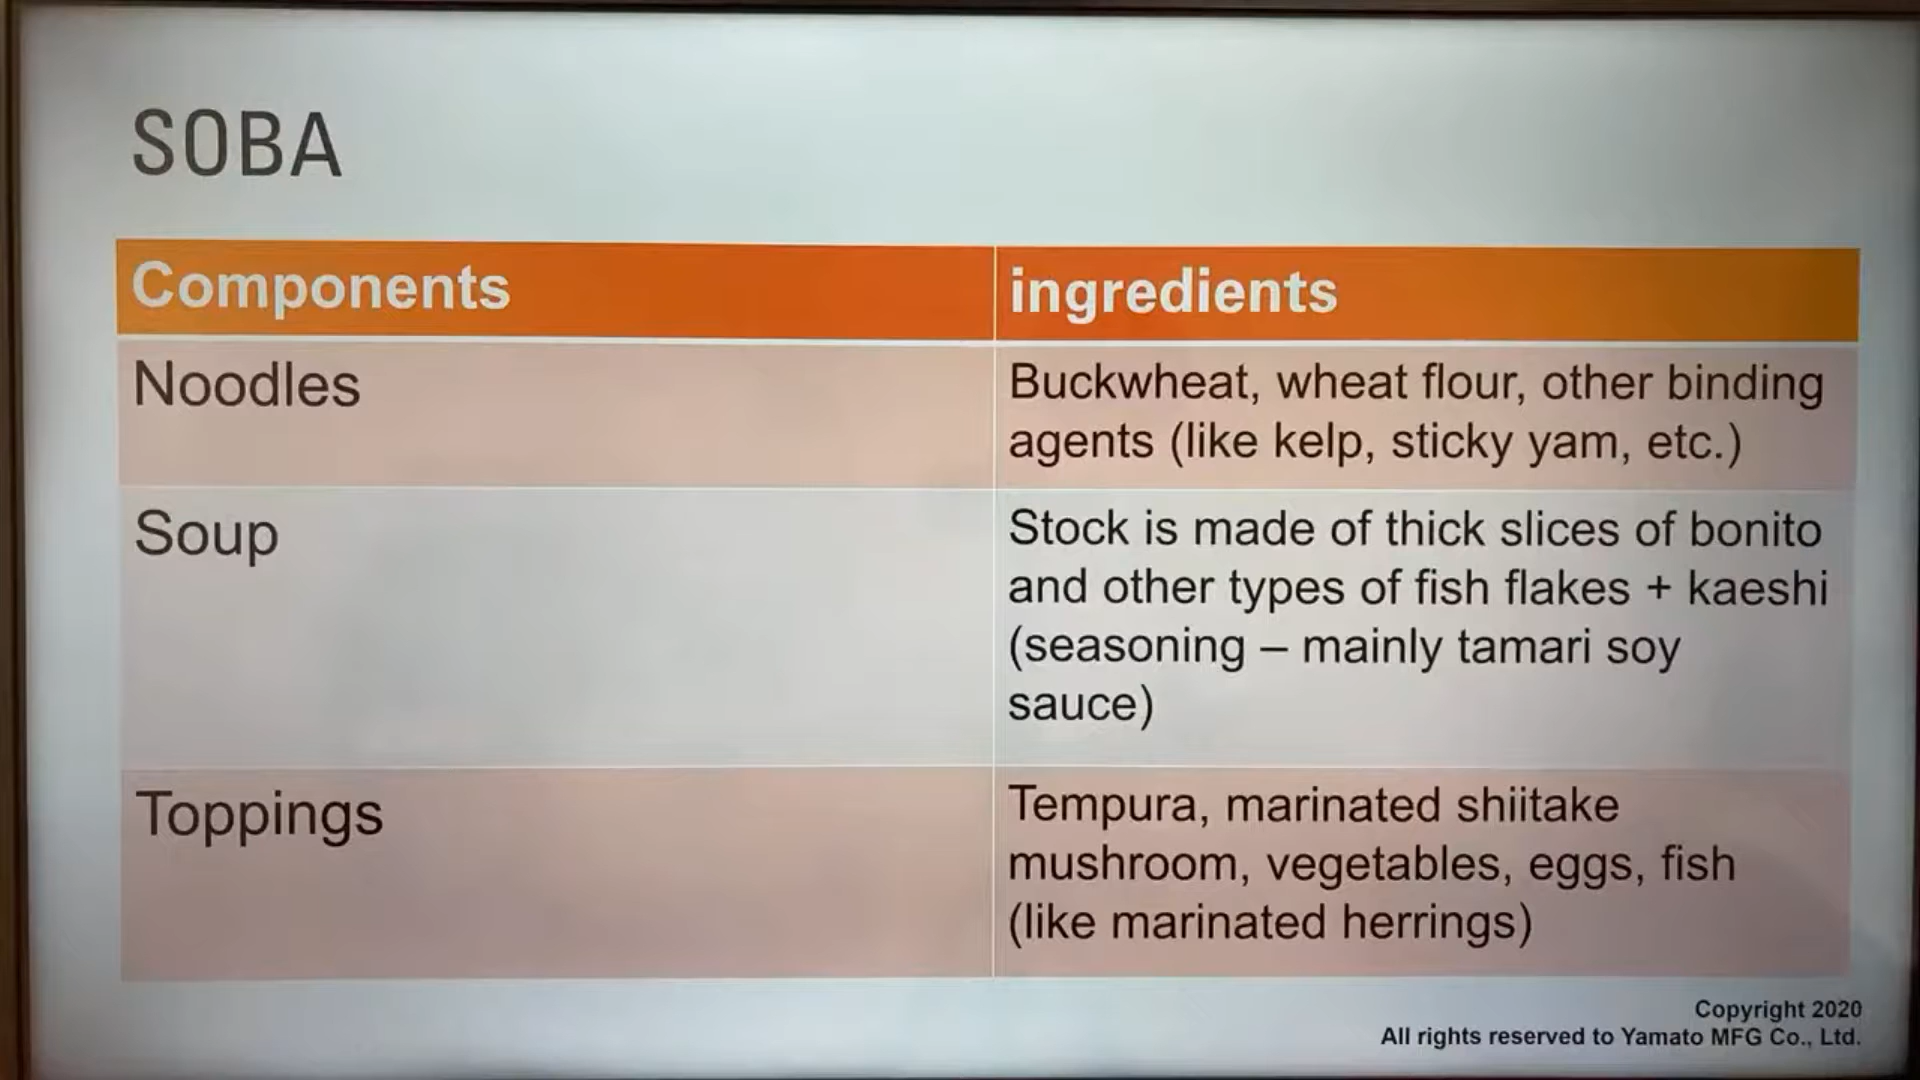 SOBA
Components
ingredients
Noodles
Buckwheat, wheat flour, other binding
agents (like kelp, sticky yam, etc.)
Soup
Stock is made of thick slices of bonito
and other types of fish flakes + kaeshi
(seasoning – mainly tamari soy
sauce)
Toppings
Tempura, marinated shiitake
mushroom, vegetables, eggs, fish
(like marinated herrings)
Copyright 2020
All rights reserved to Yamato MFG Co., Ltd.